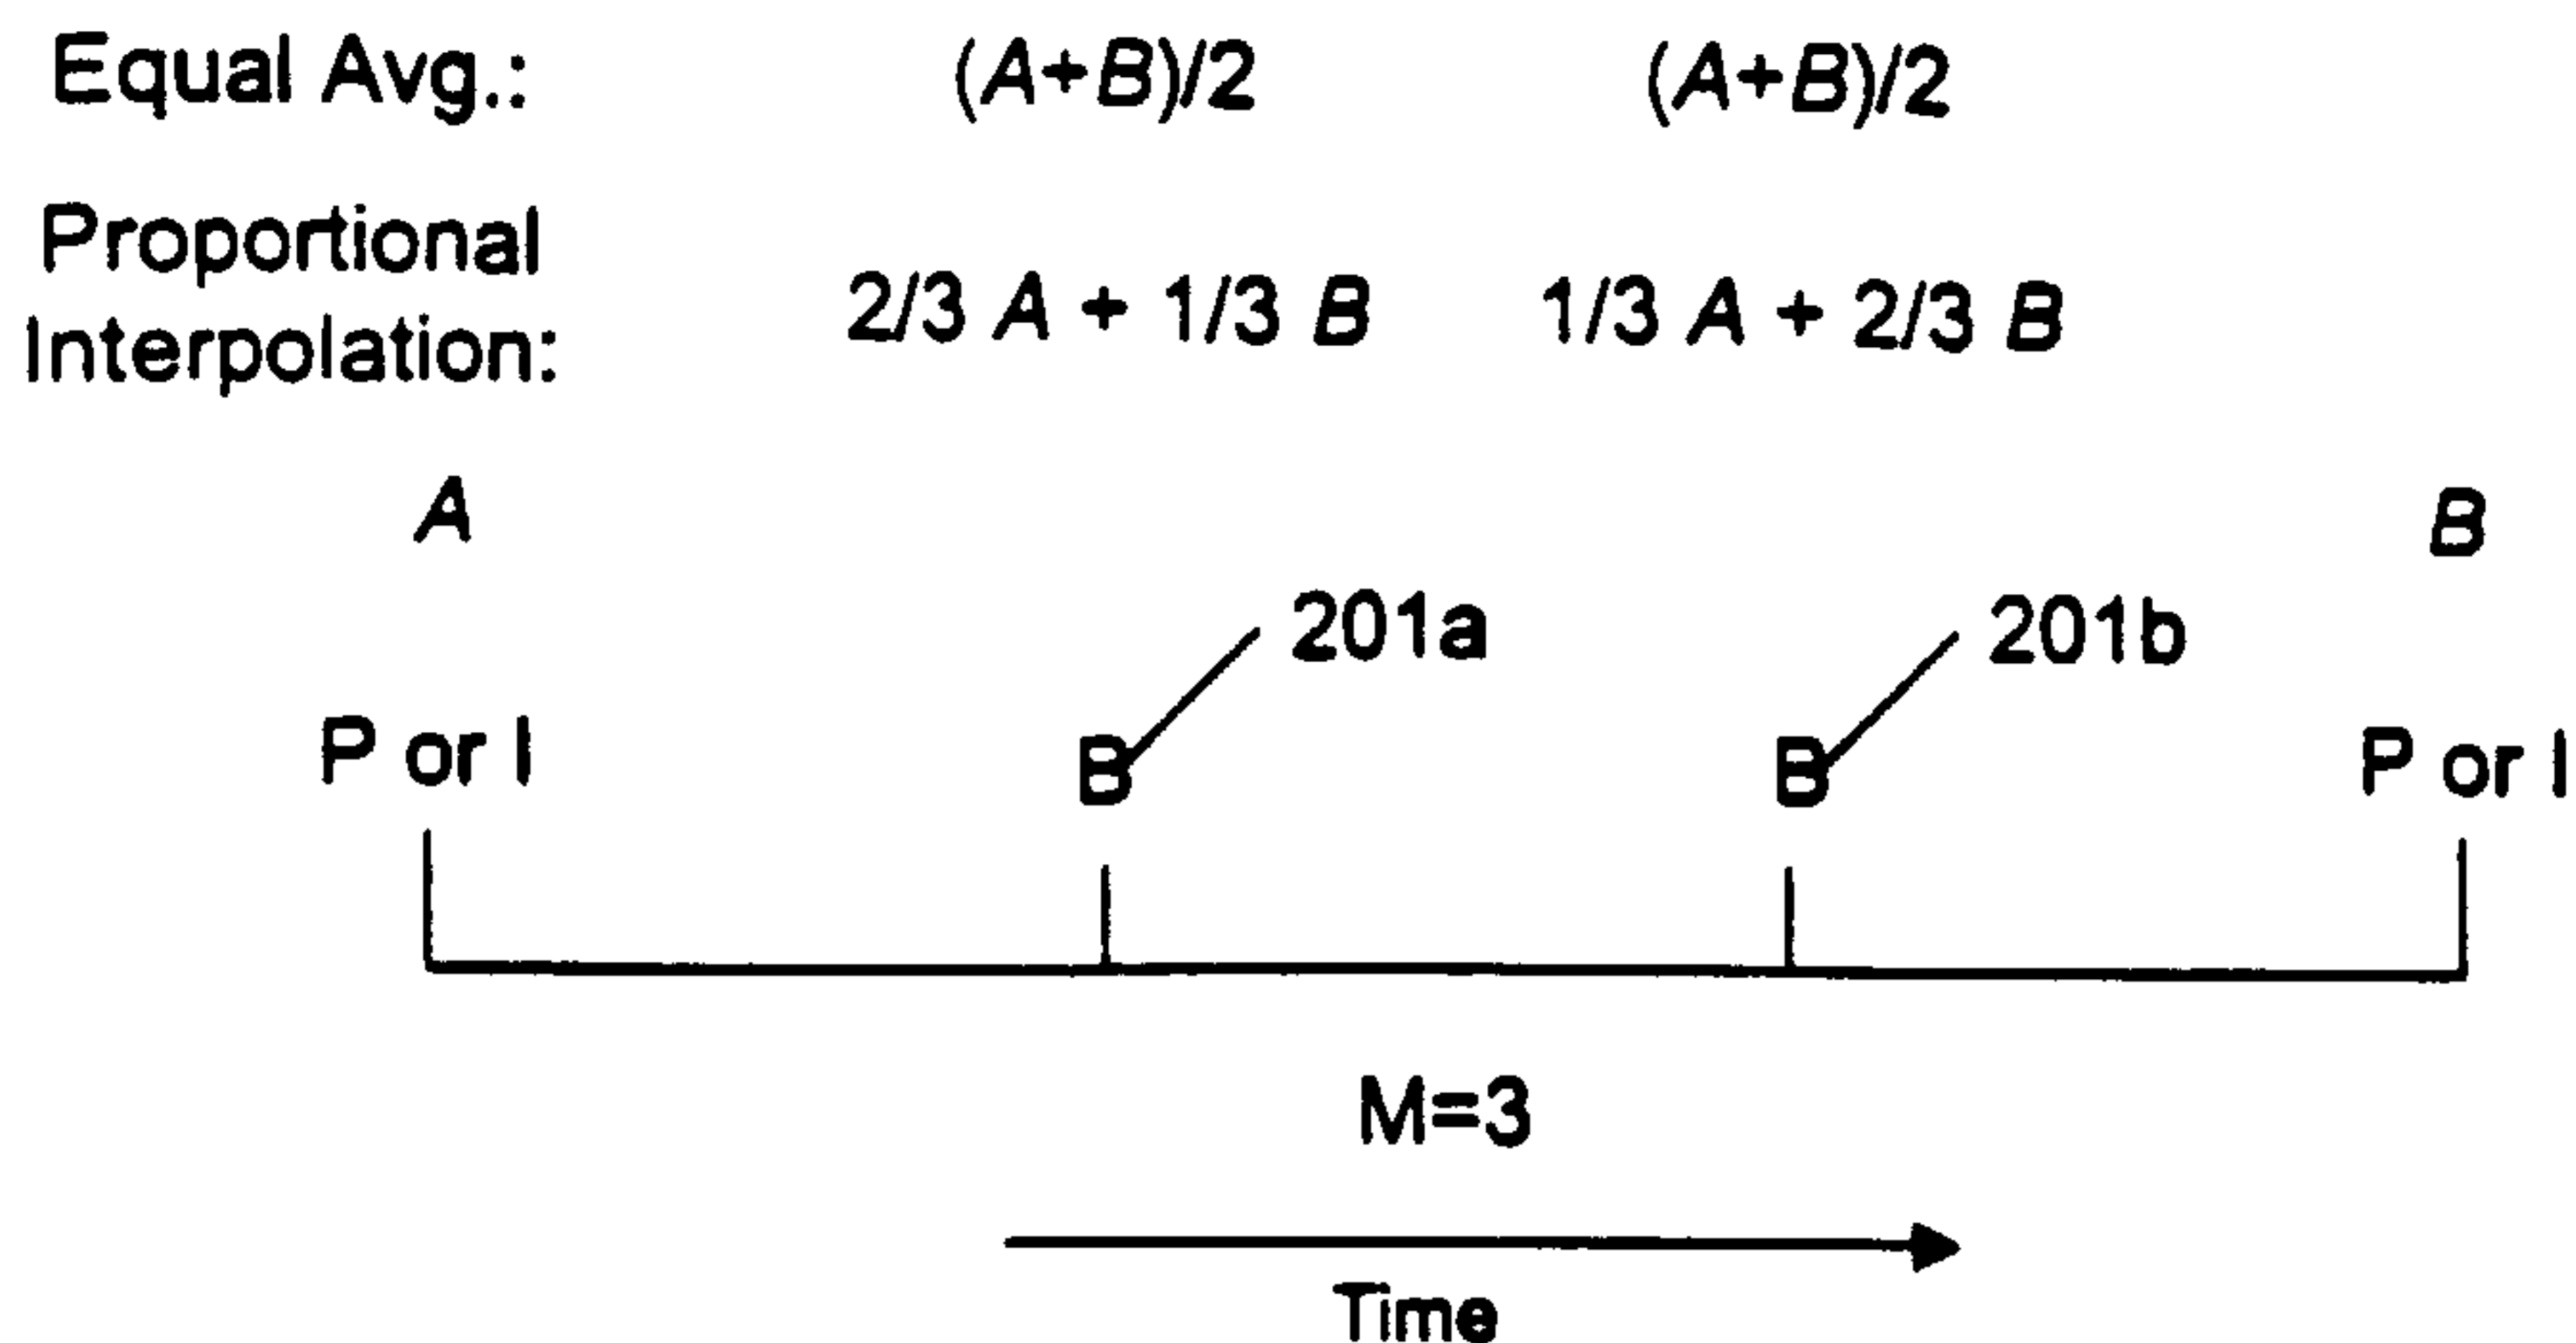 Equal Avg.: (A+B)/2 (A+B)/2
Proportional
Interpolation: 2/3 A + 1/3 B 1/3 A + 2/3 B
A B
201a 201b
P or I B B P or I
M=3
Time